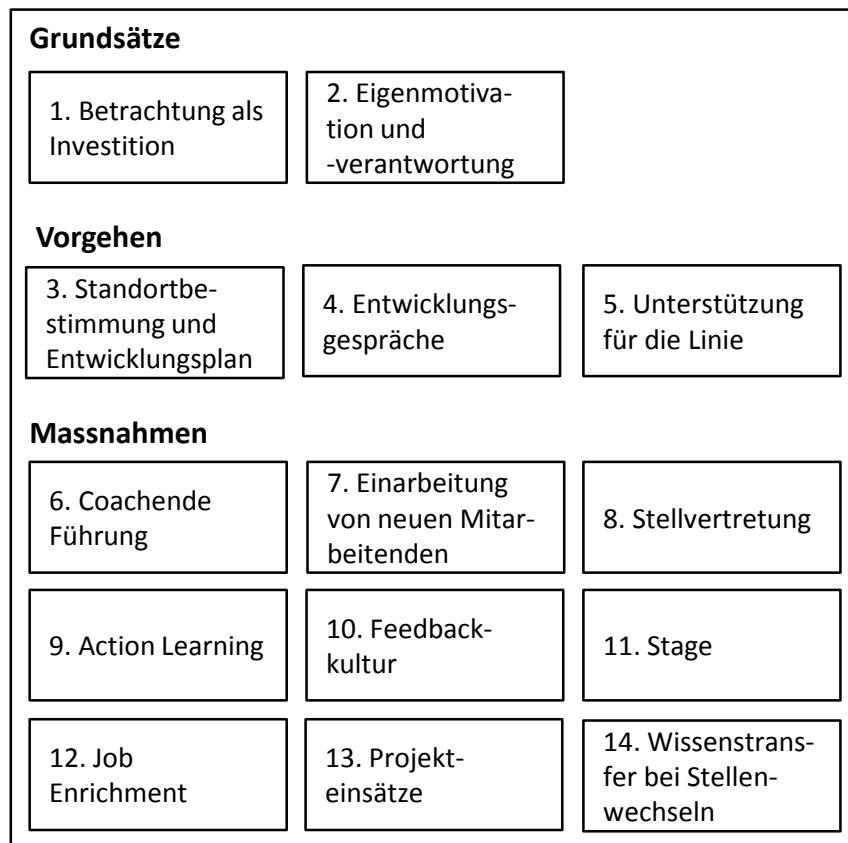 Grundsätze
1. Betrachtung als
Investition
2. Eigenmotiva-
tion und
-verantwortung
Vorgehen
3. Standortbe-
stimmung und
Entwicklungsplan
4. Entwicklungs-
gespräche
5. Unterstützung
für die Linie
Massnahmen
6. Coachende
Führung
7. Einarbeitung
von neuen Mitar-
beitenden
8. Stellvertretung
9. Action Learning
10. Feedback-
kultur
11. Stage
12. Job
Enrichment
13. Projekt-
einsätze
14. Wissenstrans-
fer bei Stellen-
wechseln